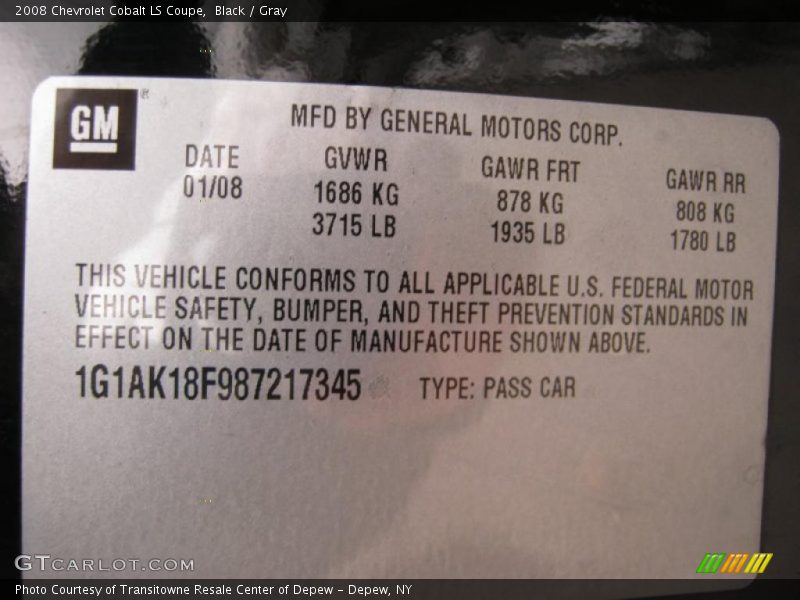 2008 Chevrolet Cobalt LS Coupe, Black / Gray
GM ®
MFD BY GENERAL MOTORS CORP.
DATE GVWR GAWR FRT GAWR RR
01/08 1686 KG 878 KG 808 KG
3715 LB 1935 LB 1780 LB
THIS VEHICLE CONFORMS TO ALL APPLICABLE U.S. FEDERAL MOTOR
VEHICLE SAFETY, BUMPER, AND THEFT PREVENTION STANDARDS IN
EFFECT ON THE DATE OF MANUFACTURE SHOWN ABOVE.
1G1AK18F987217345 TYPE: PASS CAR
GTCARLOT.COM
Photo Courtesy of Transitowne Resale Center of Depew – Depew, NY